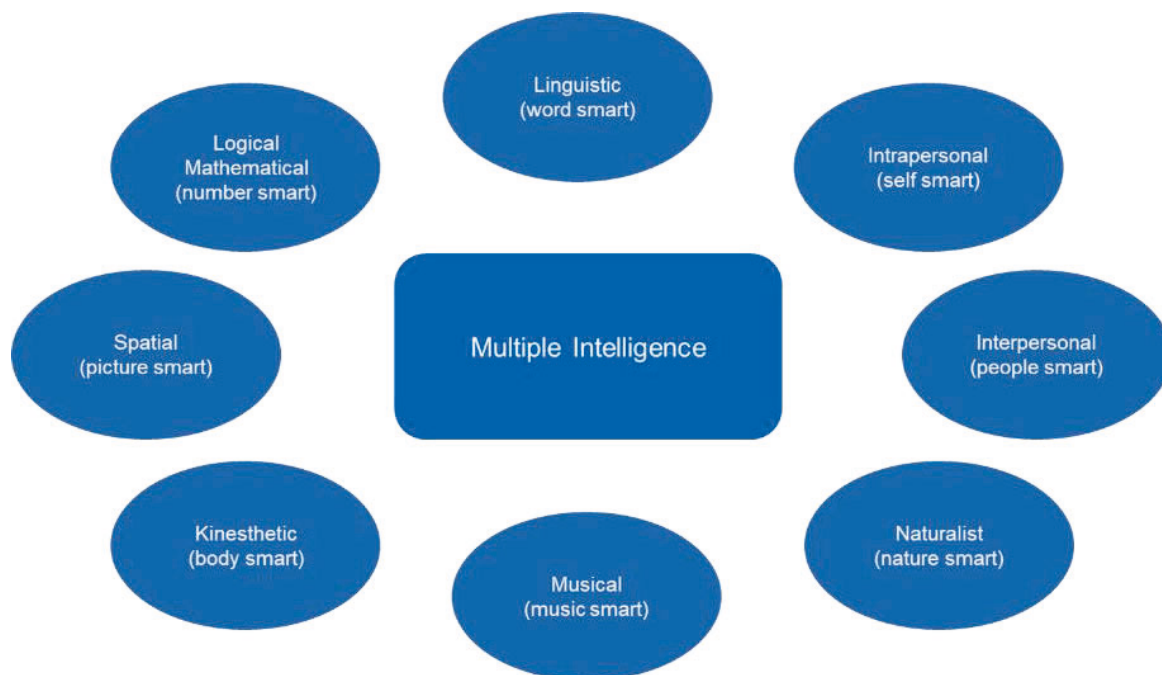 Linguistic
(word smart)
Logical
Mathematical
(number smart)
Intrapersonal
(self smart)
Spatial
(picture smart)
Multiple Intelligence
Interpersonal
(people smart)
Kinesthetic
(body smart)
Musical
(music smart)
Naturalist
(nature smart)